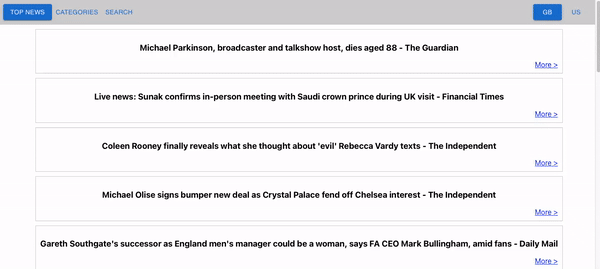 TOP NEWS CATEGORIES SEARCH GB US
Michael Parkinson, broadcaster and talkshow host, dies aged 88 - The Guardian
More >
Live news: Sunak confirms in-person meeting with Saudi crown prince during UK visit - Financial Times
More >
Coleen Rooney finally reveals what she thought about 'evil' Rebecca Vardy texts - The Independent
More >
Michael Olise signs bumper new deal as Crystal Palace fend off Chelsea interest - The Independent
More >
Gareth Southgate's successor as England men's manager could be a woman, says FA CEO Mark Bullingham, amid fans - Daily Mail
More >